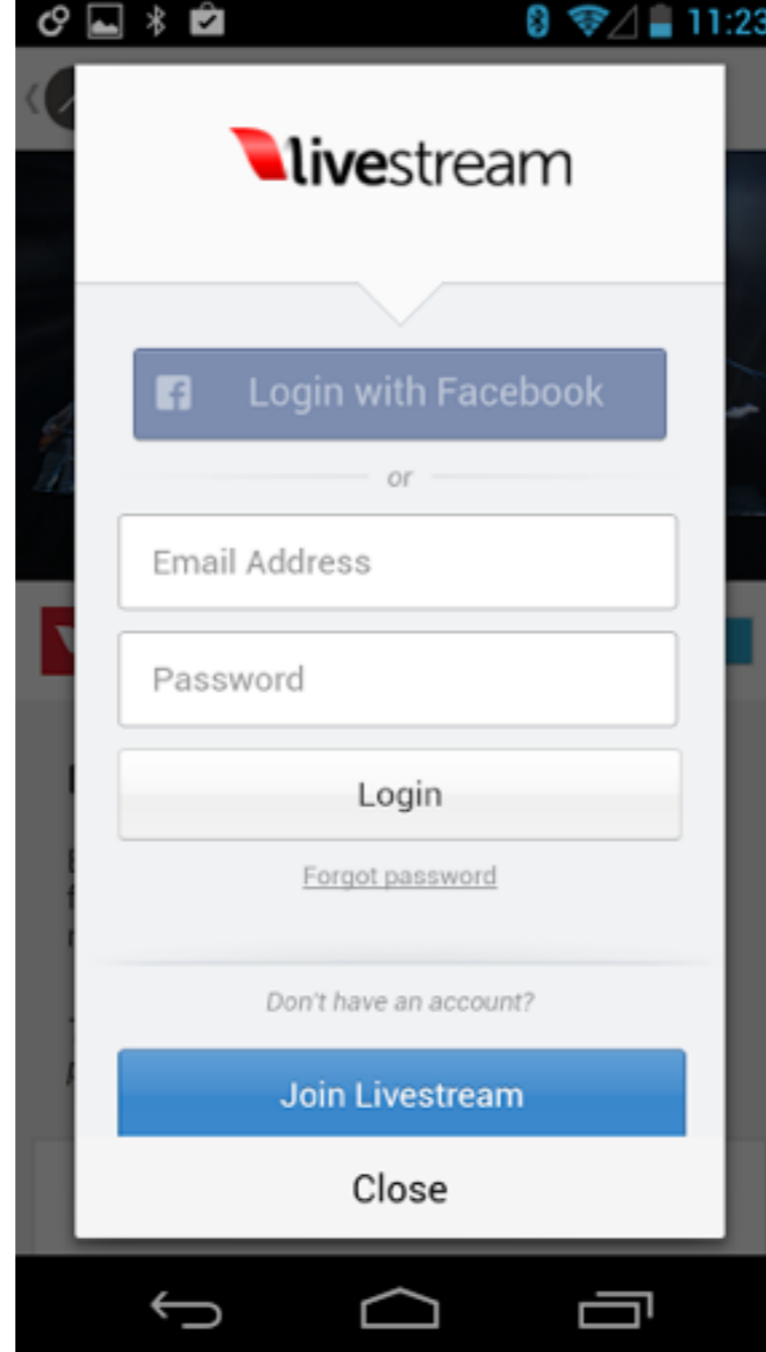 11:23
livestream
Login with Facebook
or
Email Address
Password
Login
Forgot password
Don't have an account?
Join Livestream
Close